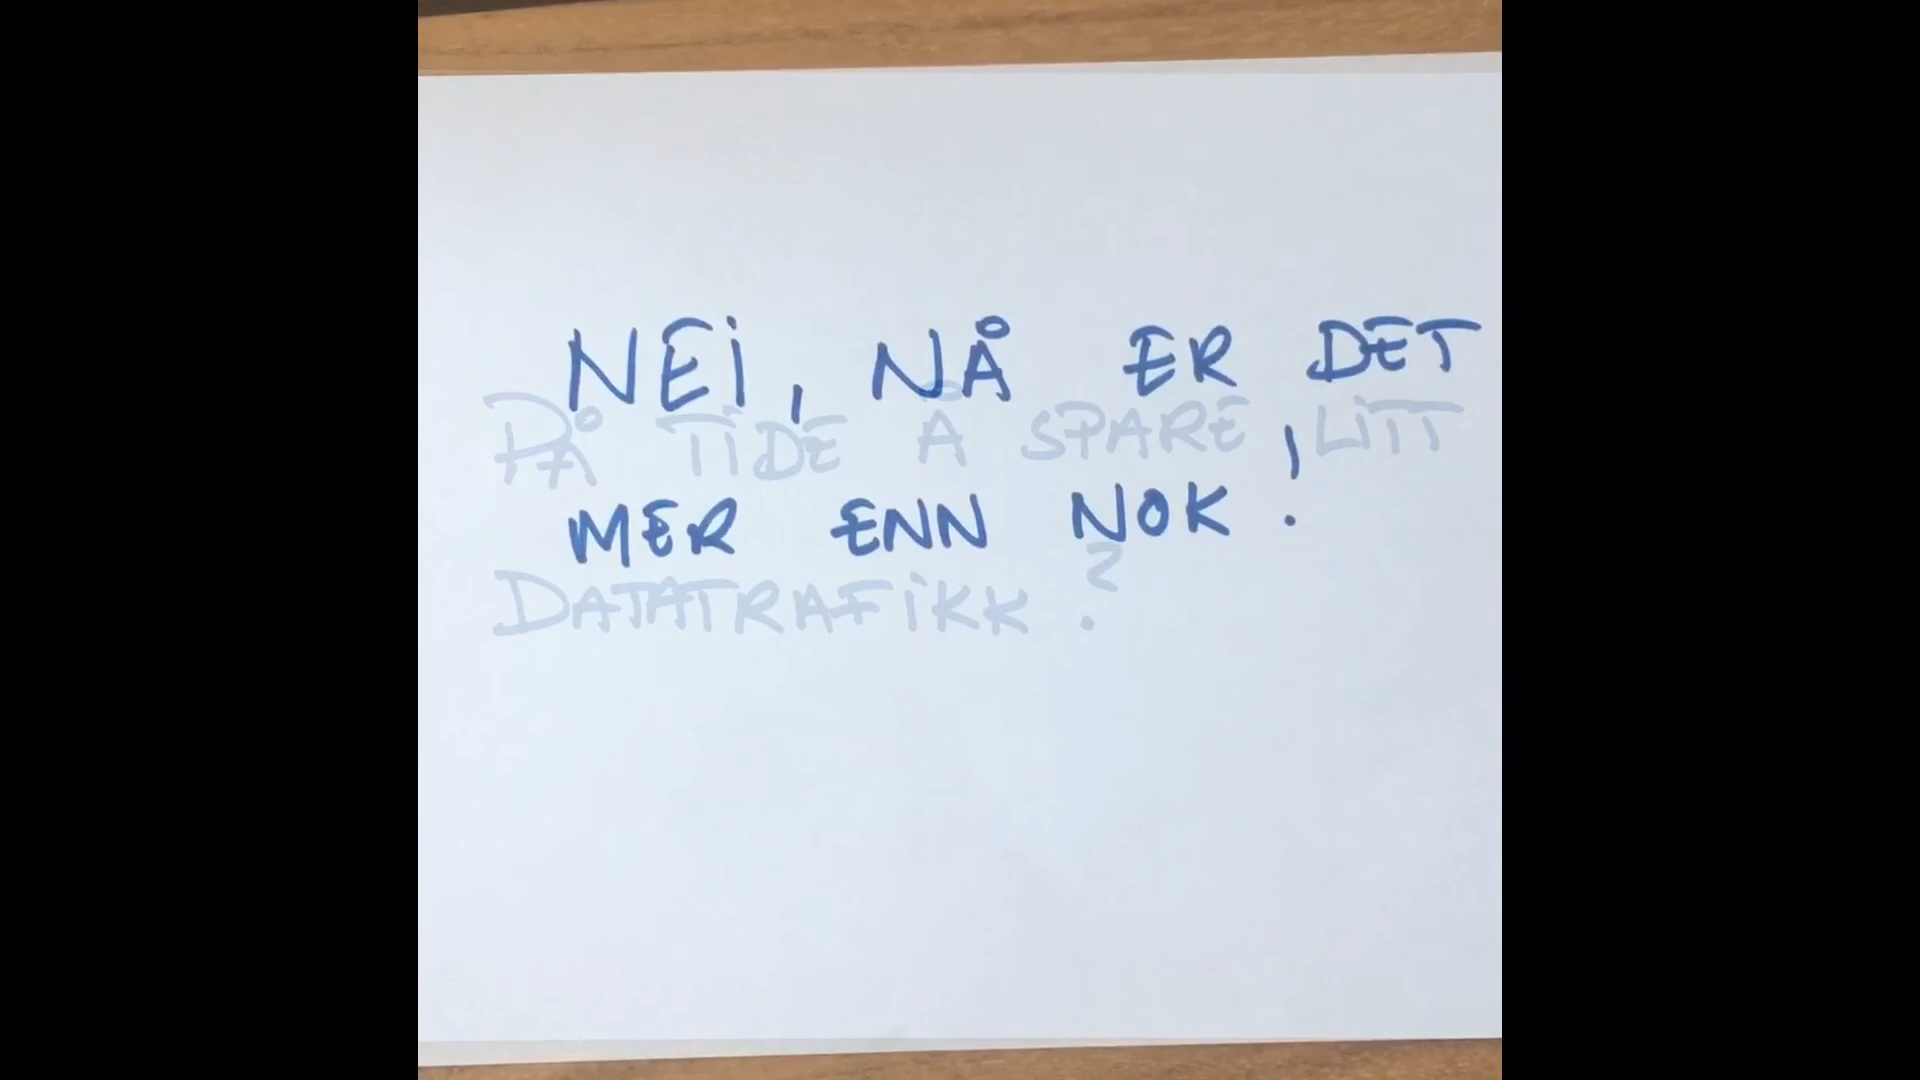 NEI, NÅ ER DET
PÅ TIDE Å SPARE LITT
MER ENN NOK!
DATATRAFIKK?